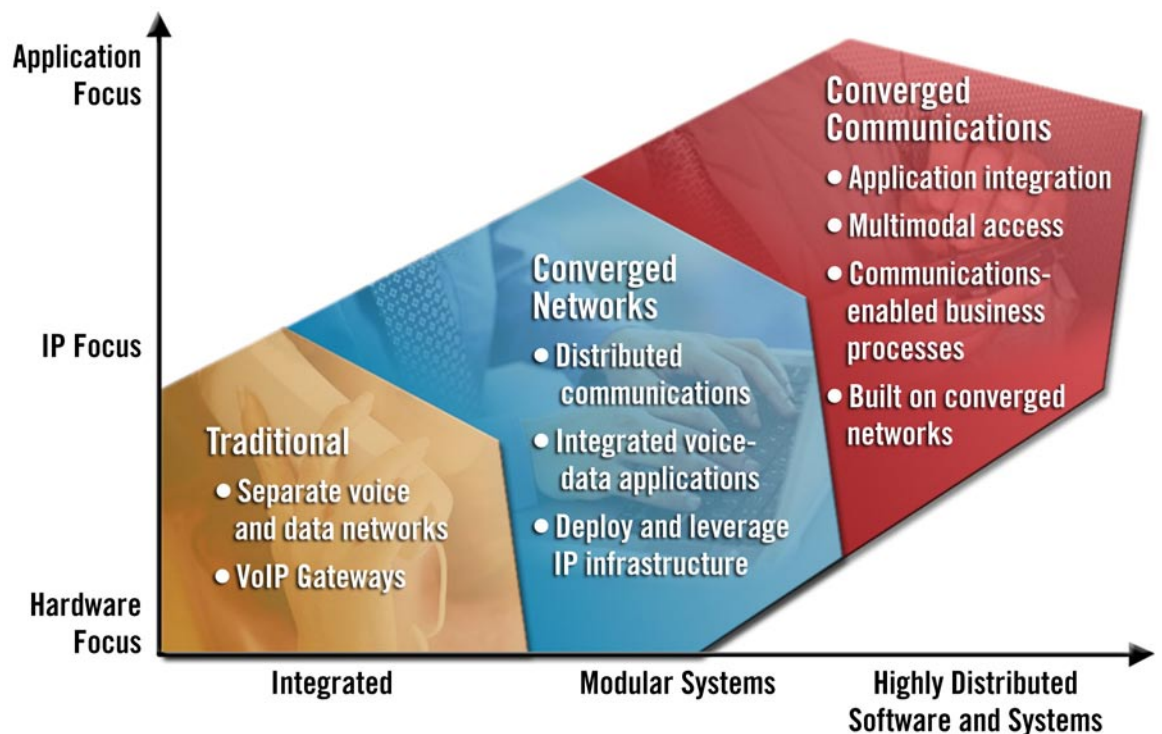 Application
Focus
IP Focus
Hardware
Focus
Traditional
• Separate voice
and data networks
• VoIP Gateways
Converged
Networks
• Distributed
communications
• Integrated voice-
data applications
• Deploy and leverage
IP infrastructure
Converged
Communications
• Application integration
• Multimodal access
• Communications-
enabled business
processes
• Built on converged
networks
Integrated
Modular Systems
Highly Distributed
Software and Systems